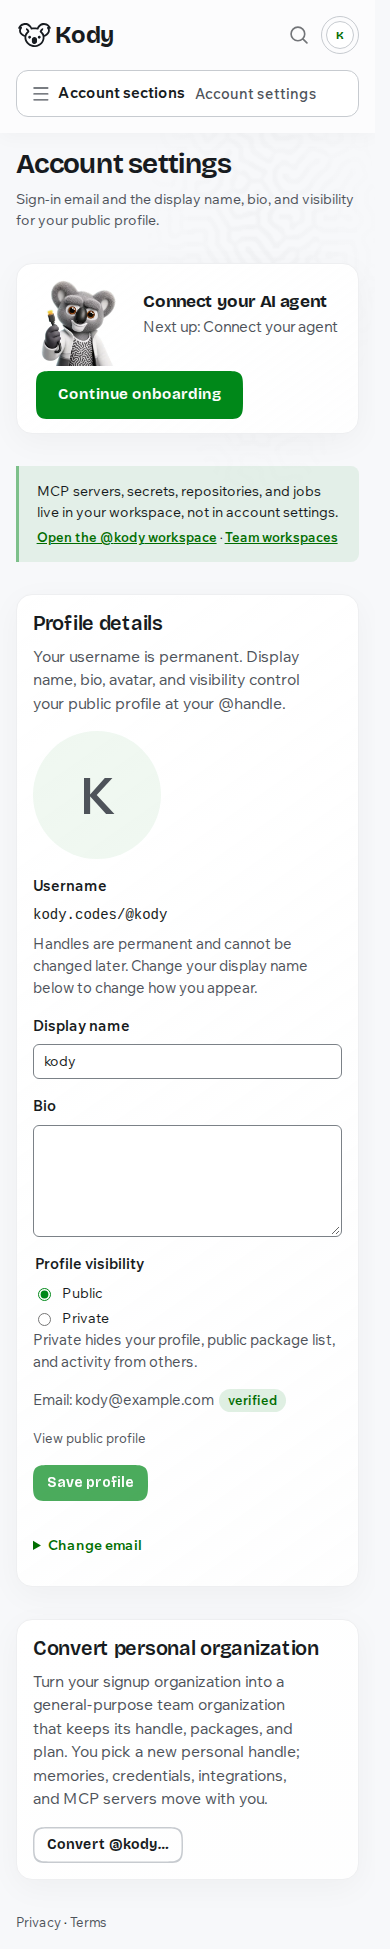 Kody
K
Account sections Account settings
Account settings
Sign-in email and the display name, bio, and visibility
for your public profile.
Connect your AI agent
Next up: Connect your agent
Continue onboarding
MCP servers, secrets, repositories, and jobs
live in your workspace, not in account settings.
Open the @kody workspace · Team workspaces
Profile details
Your username is permanent. Display
name, bio, avatar, and visibility control
your public profile at your @handle.
K
Username
kody.codes/@kody
Handles are permanent and cannot be
changed later. Change your display name
below to change how you appear.
Display name
kody
Bio
Profile visibility
Public
Private
Private hides your profile, public package list,
and activity from others.
Email: kody@example.com verified
View public profile
Save profile
Change email
Convert personal organization
Turn your signup organization into a
general-purpose team organization
that keeps its handle, packages, and
plan. You pick a new personal handle;
memories, credentials, integrations,
and MCP servers move with you.
Convert @kody...
Privacy · Terms